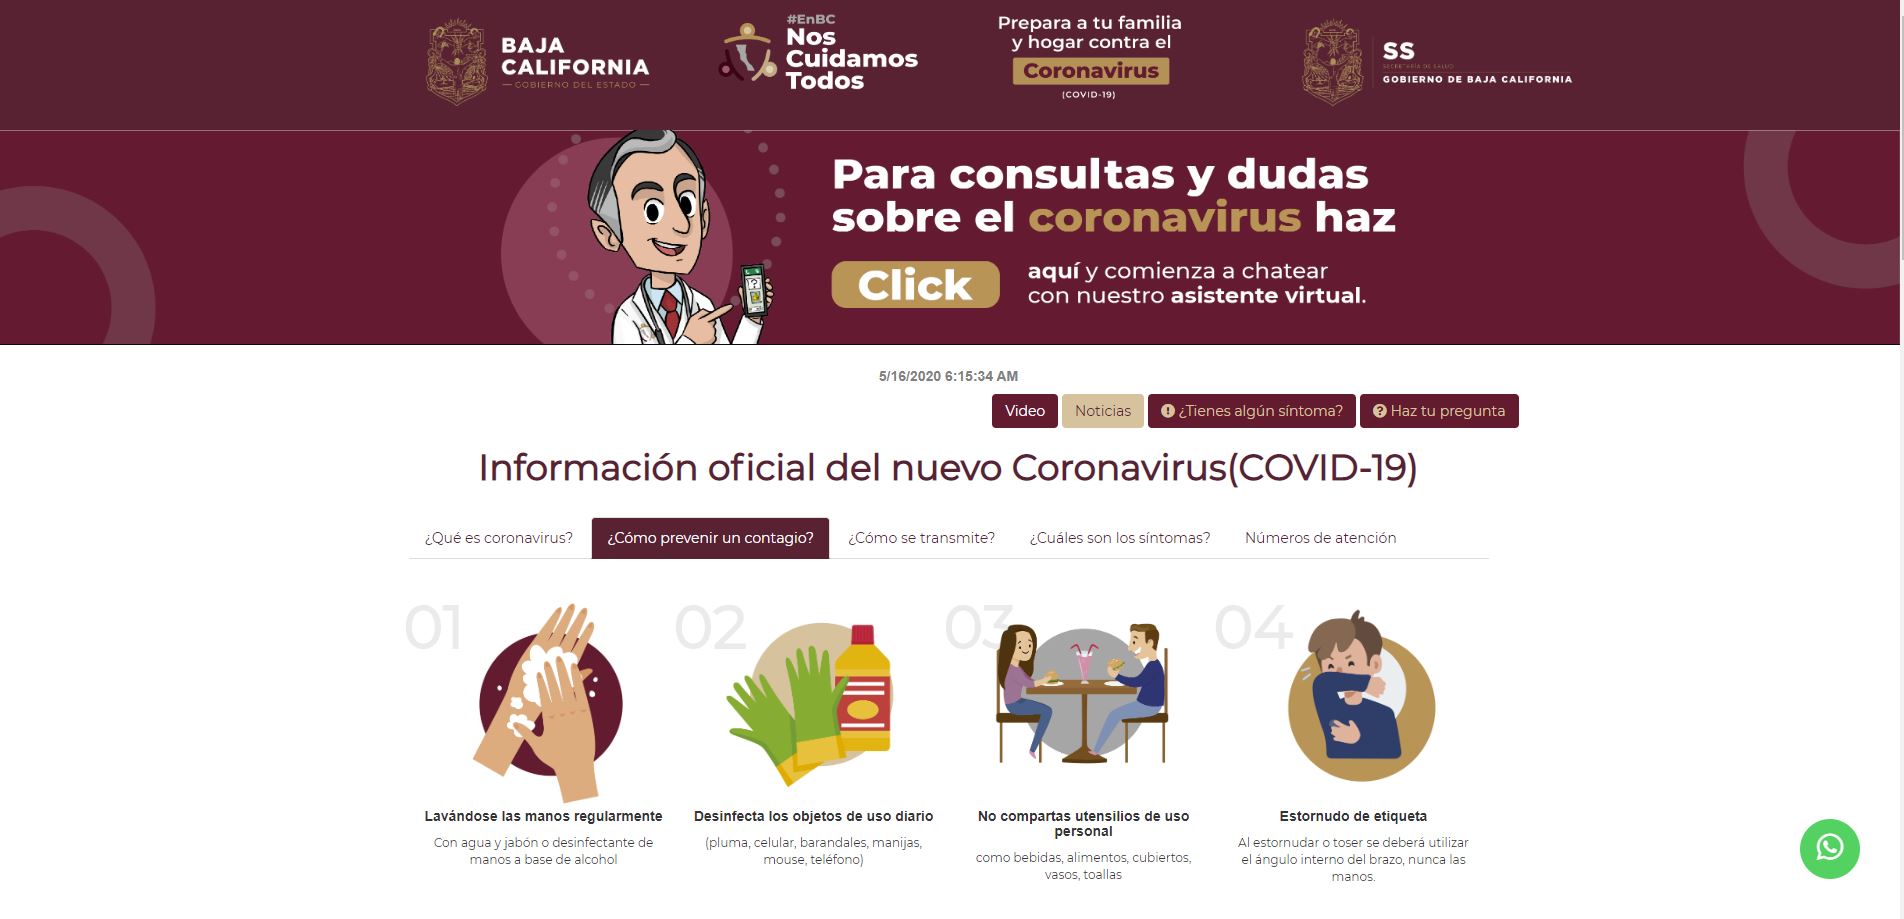 BAJA
CALIFORNIA
GOBIERNO DEL ESTADO
#EnBC
Nos
Cuidamos
Todos
Prepara a tu familia
y hogar contra el
Coronavirus
(COVID-19)
SS
SECRETARÍA DE SALUD
GOBIERNO DE BAJA CALIFORNIA
Para consultas y dudas
sobre el coronavirus haz
Click
aquí y comienza a chatear
con nuestro asistente virtual.
5/16/2020 6:15:34 AM
Video
Noticias
¿Tienes algún síntoma?
Haz tu pregunta
Información oficial del nuevo Coronavirus(COVID-19)
¿Qué es coronavirus?
¿Cómo prevenir un contagio?
¿Cómo se transmite?
¿Cuáles son los síntomas?
Números de atención
01
02
03
04
Lavándose las manos regularmente
Con agua y jabón o desinfectante de
manos a base de alcohol
Desinfecta los objetos de uso diario
(pluma, celular, barandales, manijas,
mouse, teléfono)
No compartas utensilios de uso
personal
como bebidas, alimentos, cubiertos,
vasos, toallas
Estornudo de etiqueta
Al estornudar o toser se deberá utilizar
el ángulo interno del brazo, nunca las
manos.